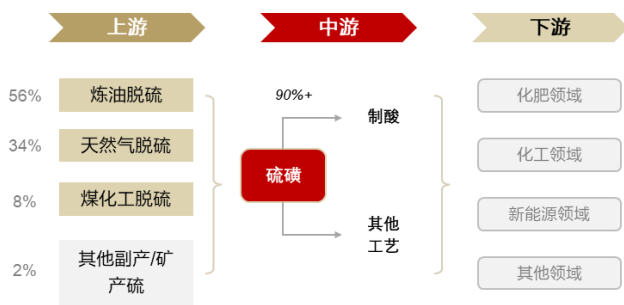 上游
中游
下游
56%
炼油脱硫
34%
天然气脱硫
8%
煤化工脱硫
2%
其他副产/矿
产硫
90%+
硫磺
制酸
其他
工艺
化肥领域
化工领域
新能源领域
其他领域